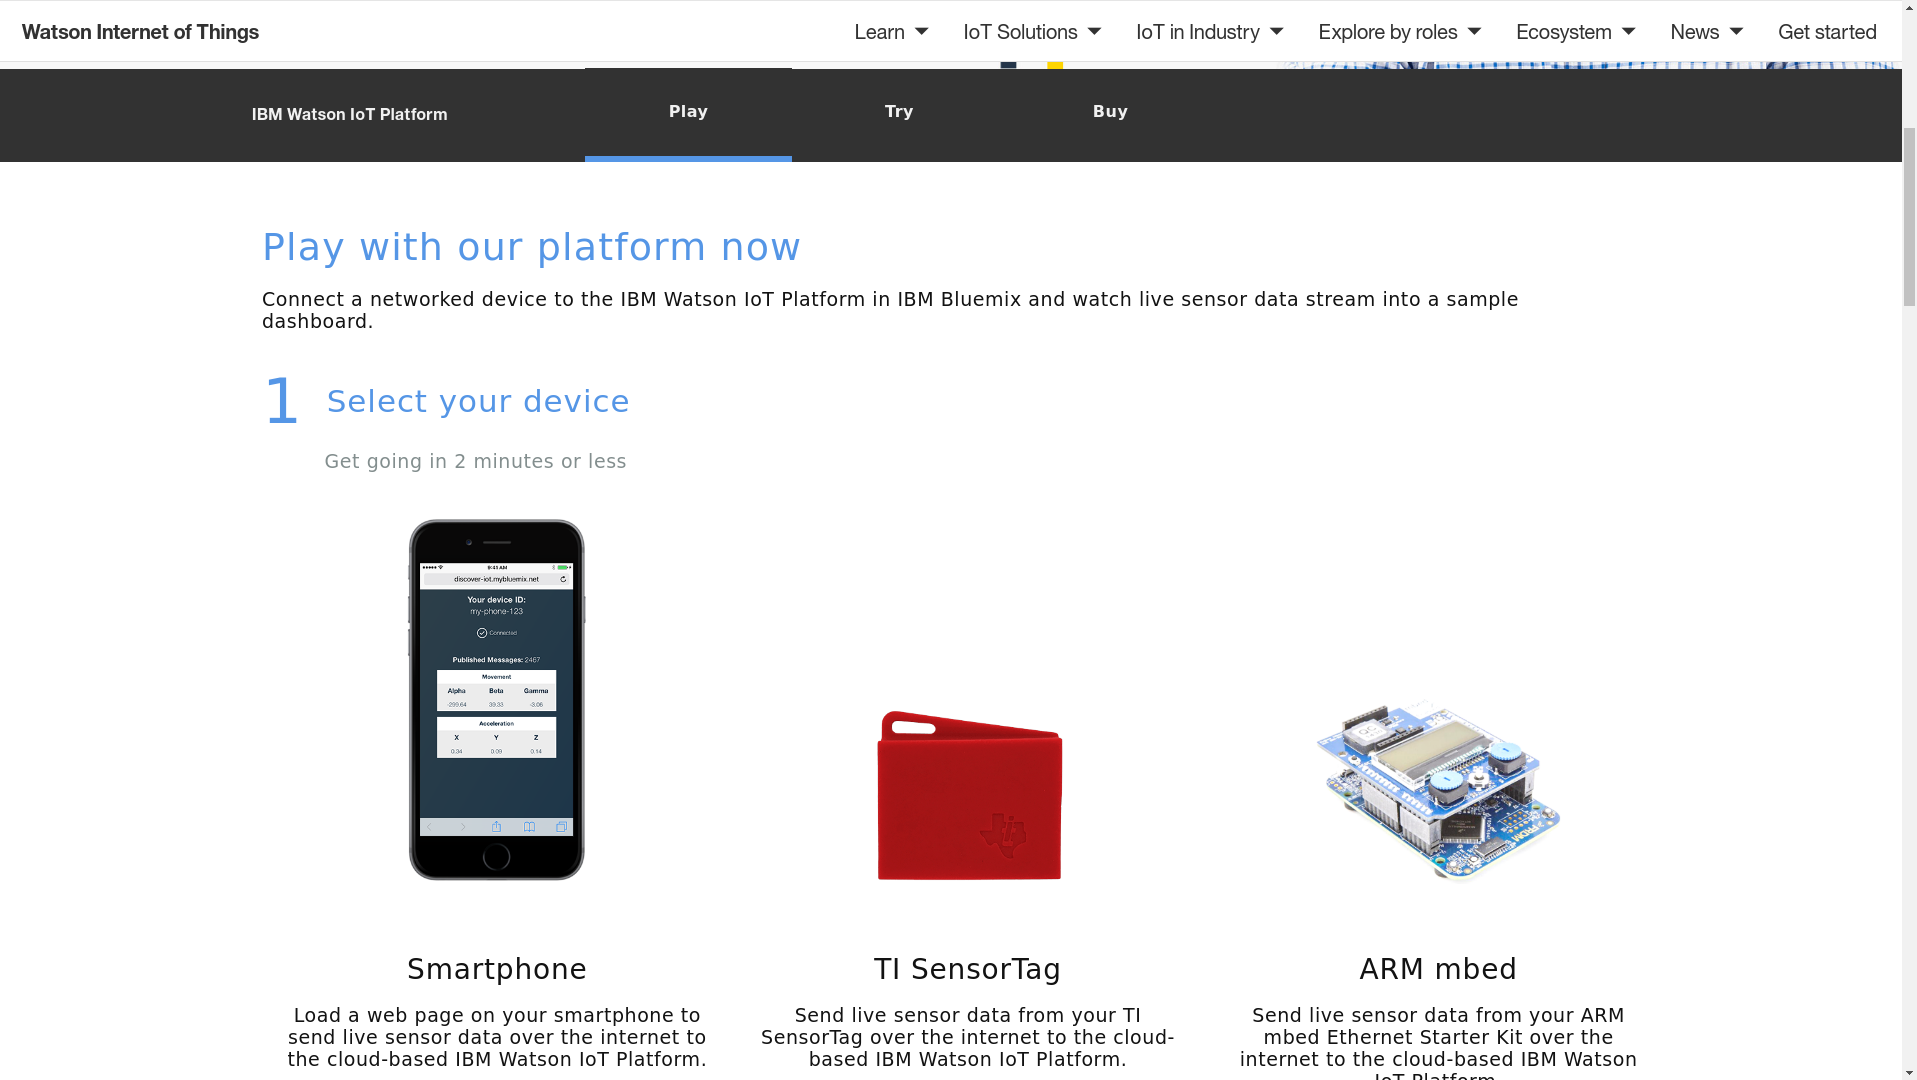 Watson Internet of Things
Learn
IoT Solutions
IoT in Industry
Explore by roles
Ecosystem
News
Get started
IBM Watson IoT Platform
Play
Try
Buy
Play with our platform now
Connect a networked device to the IBM Watson IoT Platform in IBM Bluemix and watch live sensor data stream into a sample
dashboard.
1 Select your device
Get going in 2 minutes or less
9:41 AM
discover-iot.mybluemix.net
Your device ID:
my-phone-123
Connected
Published Messages: 2467
Movement
Alpha Beta Gamma
-299.64 39.33 -3.06
Acceleration
X Y Z
0.34 0.09 0.14
Smartphone
Load a web page on your smartphone to
send live sensor data over the internet to
the cloud-based IBM Watson IoT Platform.
TI SensorTag
Send live sensor data from your TI
SensorTag over the internet to the cloud-
based IBM Watson IoT Platform.
ARM mbed
Send live sensor data from your ARM
mbed Ethernet Starter Kit over the
internet to the cloud-based IBM Watson
IoT Platform.